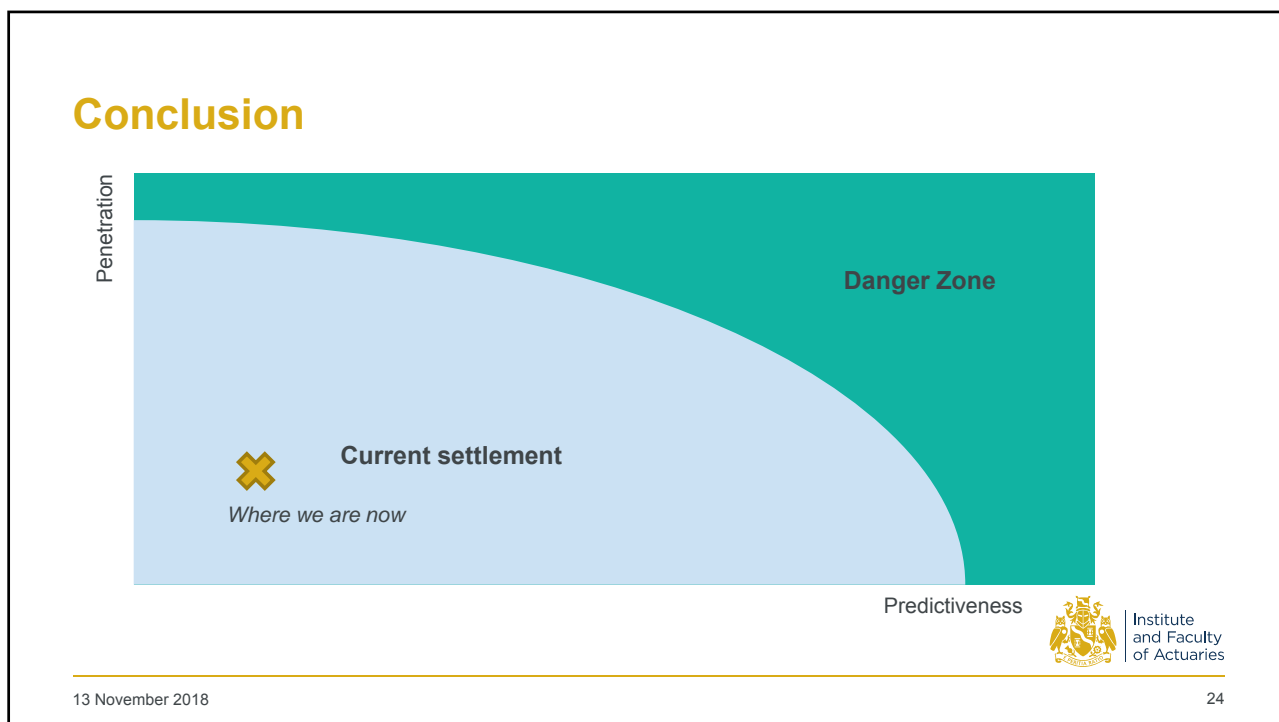 Conclusion
Penetration
Danger Zone
Current settlement
Where we are now
Predictiveness
Institute
and Faculty
of Actuaries
13 November 2018
24